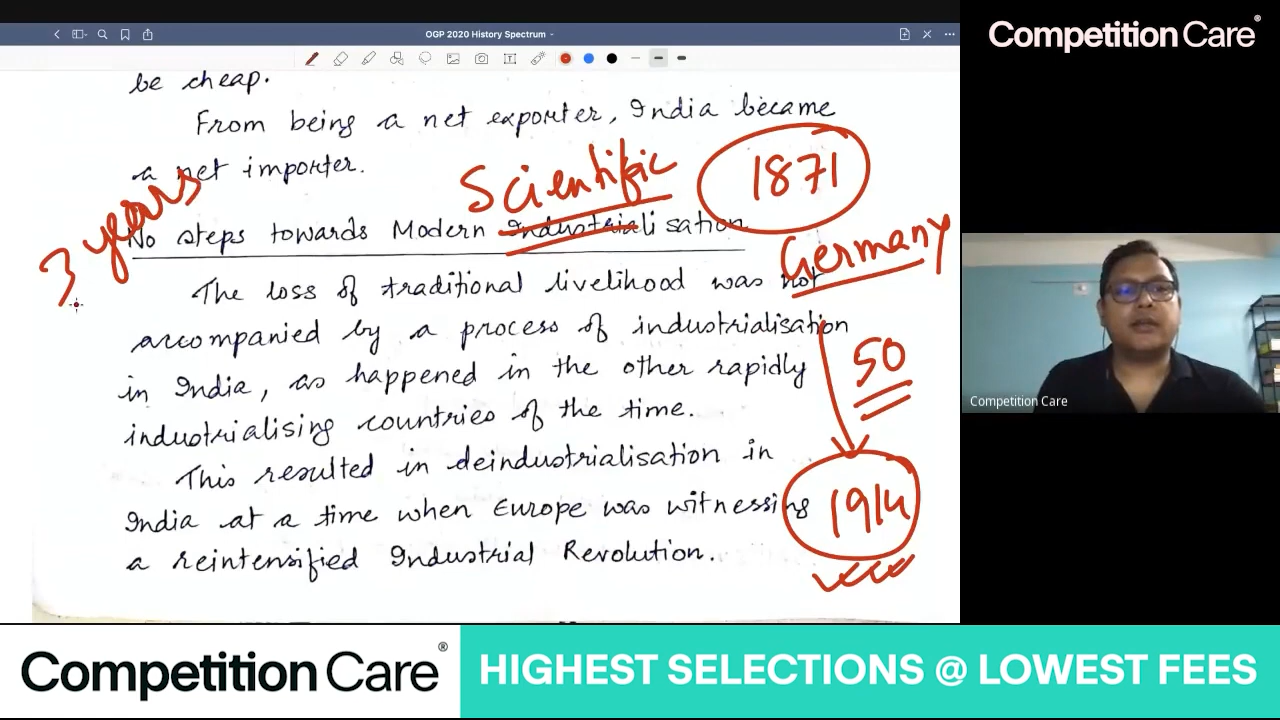 Competition Care®
OGP 2020 History Spectrum
be cheap.
From being a net exporter, India became
a net importer.
Scientific
1871
3 years
No steps towards Modern Industrialisation
Germany
The loss of traditional livelihood was not
accompanied by a process of industrialisation
in India, as happened in the other rapidly
industrialising countries of the time.
50
This resulted in deindustrialisation in
India at a time when Europe was witnessing
a reintensified Industrial Revolution.
1914
Competition Care
Competition Care®
HIGHEST SELECTIONS @ LOWEST FEES